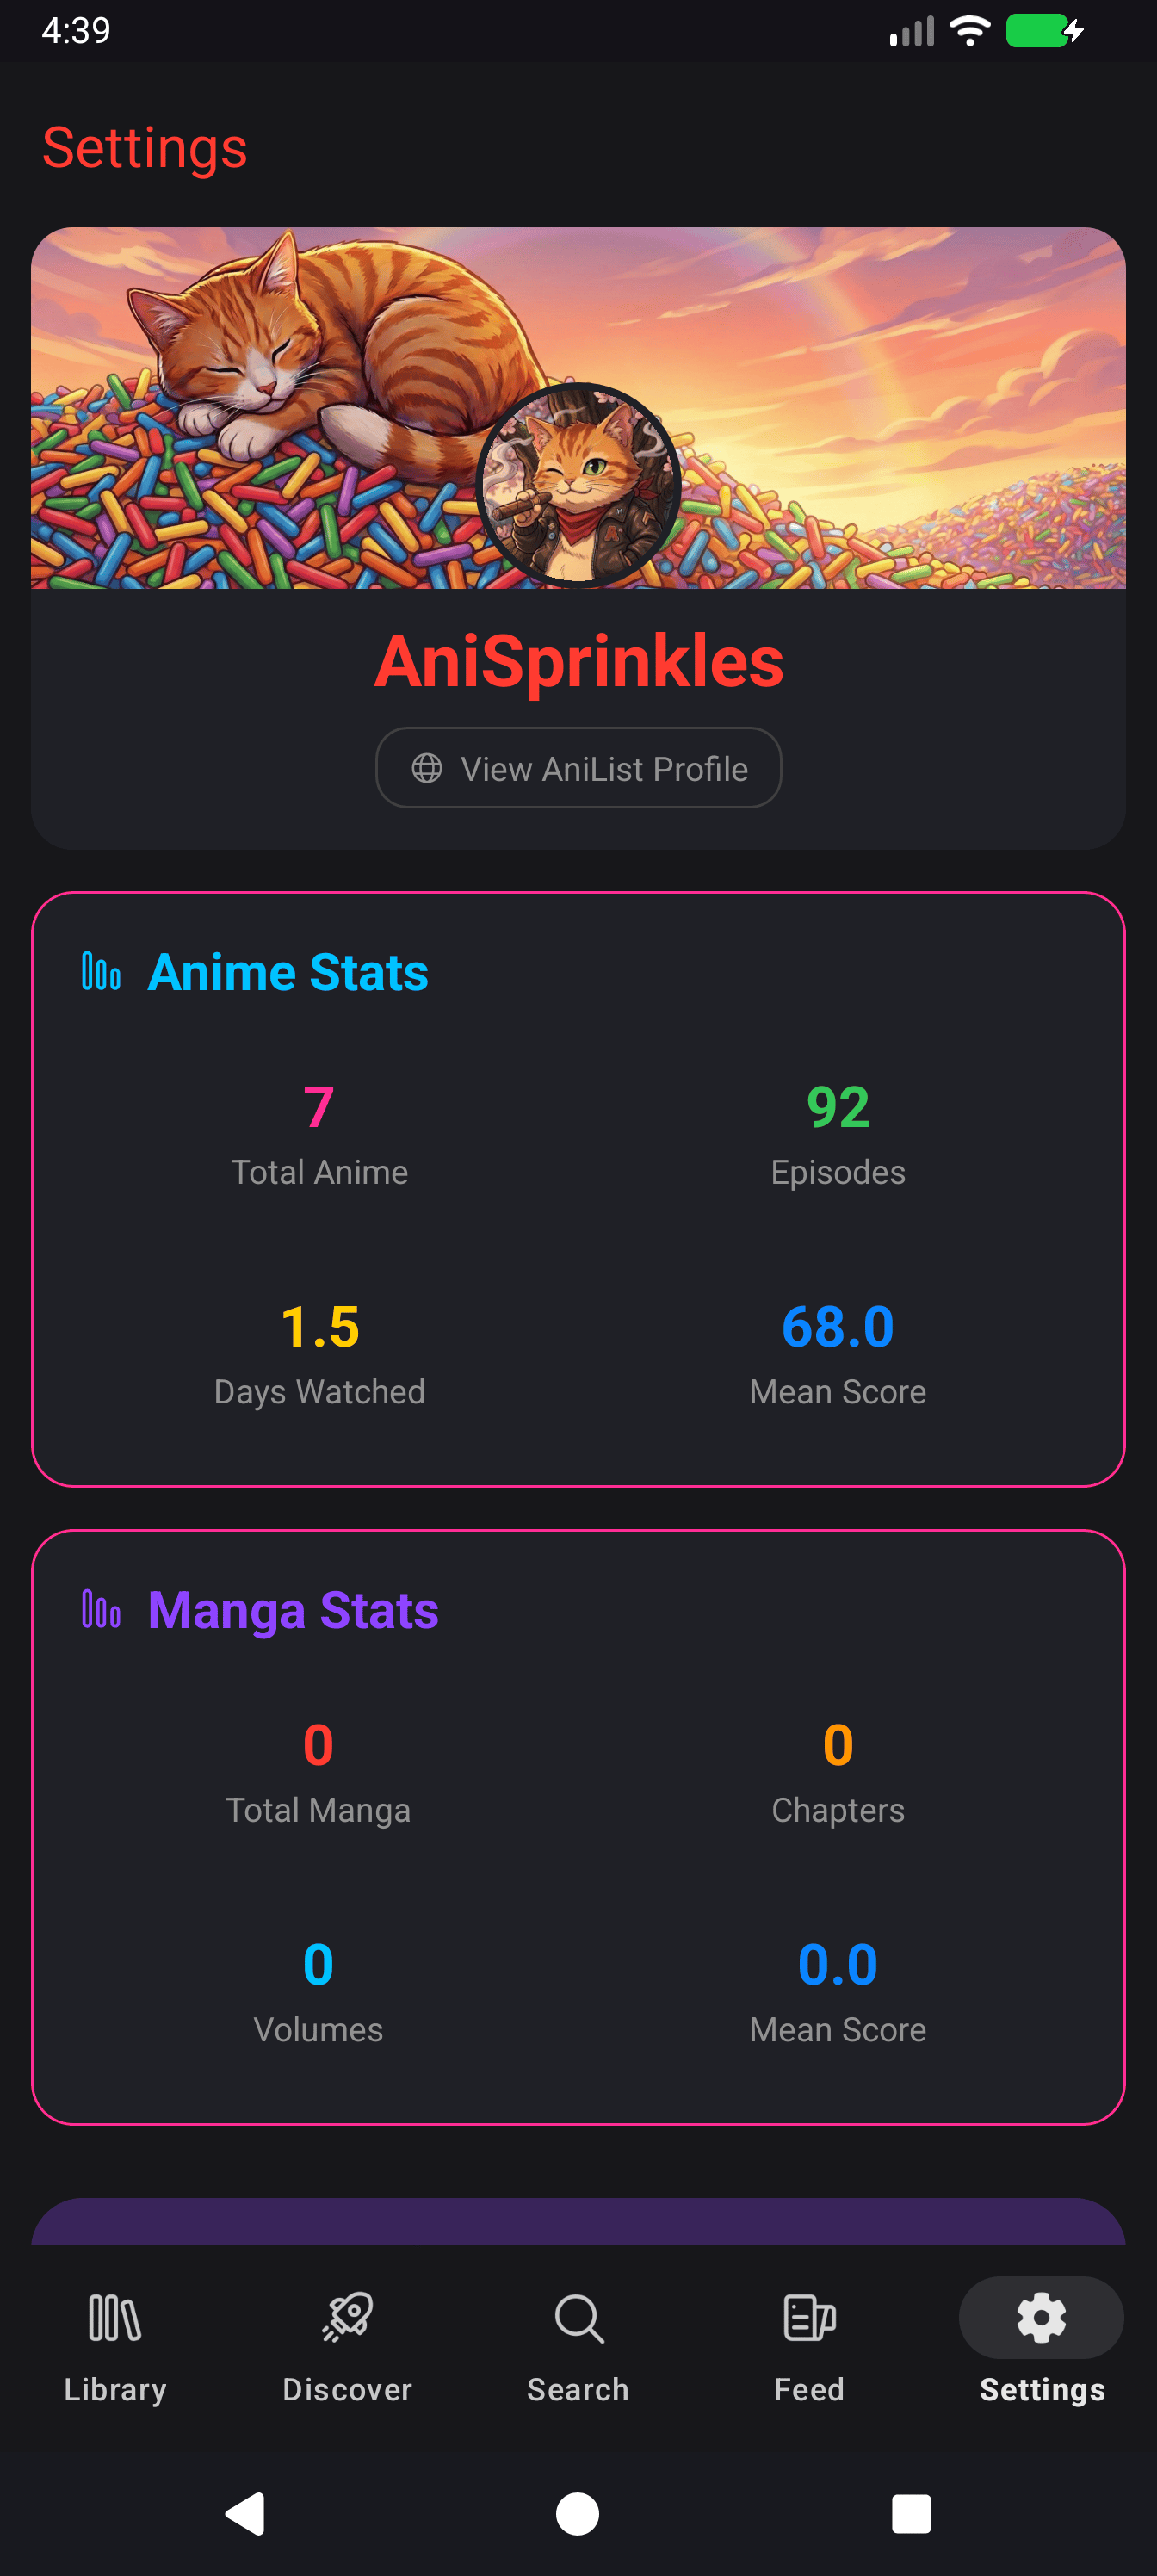 4:39
Settings
AniSprinkles
View AniList Profile
Anime Stats
7
92
Total Anime
Episodes
1.5
68.0
Days Watched
Mean Score
Manga Stats
0
0
Total Manga
Chapters
0
0.0
Volumes
Mean Score
Library
Discover
Search
Feed
Settings